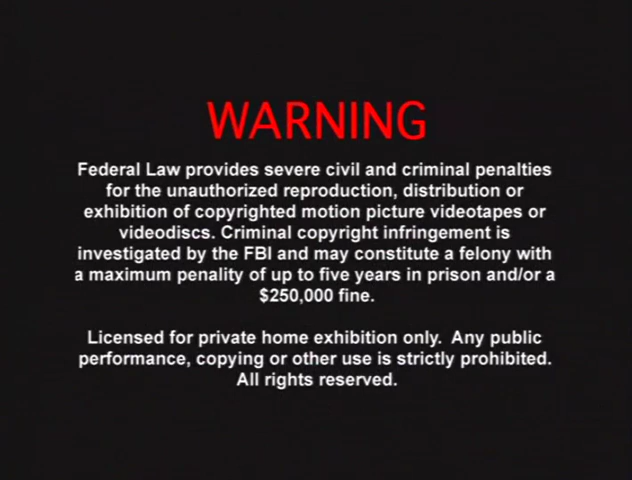 WARNING
Federal Law provides severe civil and criminal penalties
for the unauthorized reproduction, distribution or
exhibition of copyrighted motion picture videotapes or
videodiscs. Criminal copyright infringement is
investigated by the FBI and may constitute a felony with
a maximum penality of up to five years in prison and/or a
$250,000 fine.
Licensed for private home exhibition only. Any public
performance, copying or other use is strictly prohibited.
All rights reserved.